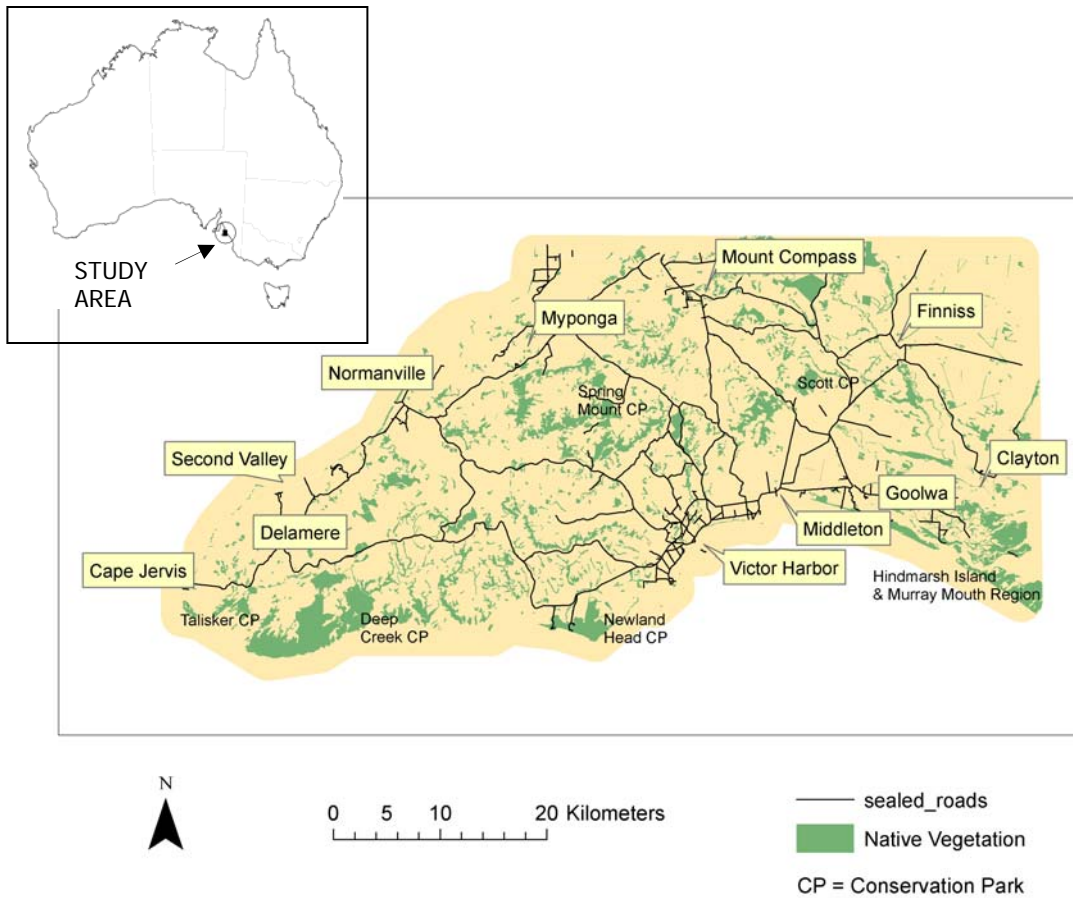 STUDY
AREA
Mount Compass
Finniss
Myponga
Normanville
Spring
Mount CP
Scott CP
Second Valley
Clayton
Goolwa
Delamere
Middleton
Cape Jervis
Victor Harbor
Hindmarsh Island
& Murray Mouth Region
Talisker CP
Deep
Creek CP
Newland
Head CP
N
0 5 10 20 Kilometers
sealed_roads
Native Vegetation
CP = Conservation Park